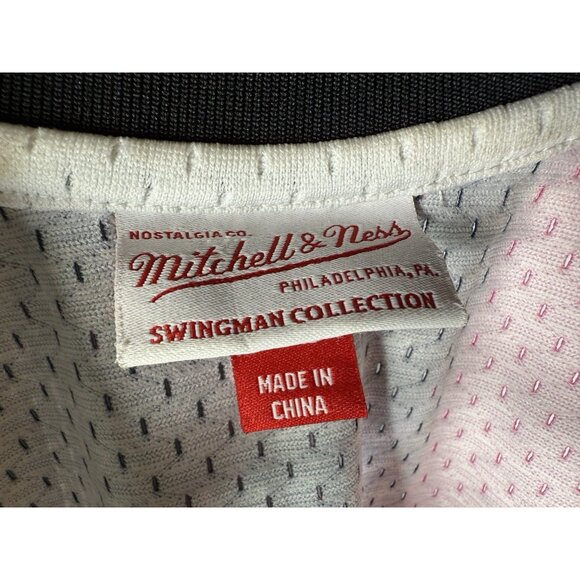 NOSTALGIA CO.
Mitchell & Ness
PHILADELPHIA, PA.
SWINGMAN COLLECTION
MADE IN
CHINA